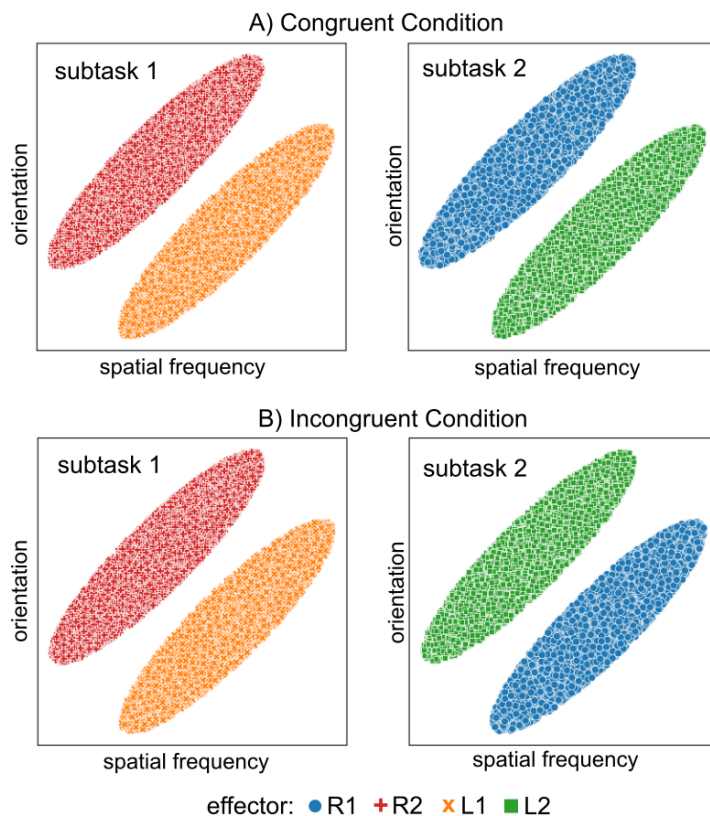 A) Congruent Condition
subtask 1
subtask 2
orientation
orientation
spatial frequency
spatial frequency
B) Incongruent Condition
subtask 1
subtask 2
orientation
orientation
spatial frequency
spatial frequency
effector: R1 R2 L1 L2